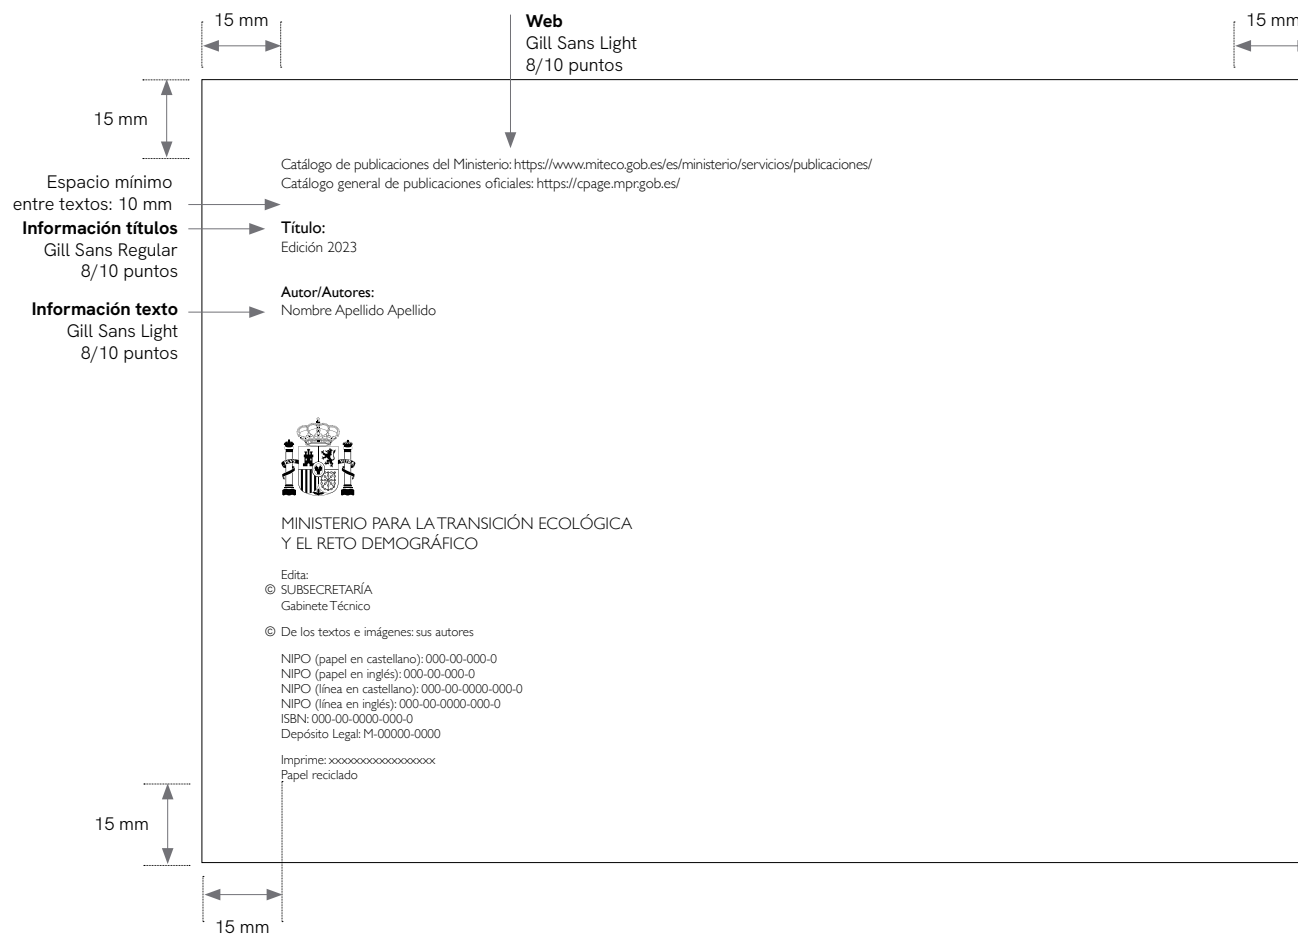 15 mm
Web
Gill Sans Light
8/10 puntos
15 mm
15 mm
Catálogo de publicaciones del Ministerio: https://www.miteco.gob.es/es/ministerio/servicios/publicaciones/
Catálogo general de publicaciones oficiales: https://cpage.mpr.gob.es/
Espacio mínimo
entre textos: 10 mm
Información títulos
Gill Sans Regular
8/10 puntos
Título:
Edición 2023
Autor/Autores:
Nombre Apellido Apellido
Información texto
Gill Sans Light
8/10 puntos
MINISTERIO PARA LA TRANSICIÓN ECOLÓGICA
Y EL RETO DEMOGRÁFICO
Edita:
© SUBSECRETARÍA
Gabinete Técnico
© De los textos e imágenes: sus autores
NIPO (papel en castellano): 000-00-000-0
NIPO (papel en inglés): 000-00-000-0
NIPO (línea en castellano): 000-00-0000-000-0
NIPO (línea en inglés): 000-00-0000-000-0
ISBN: 000-00-0000-000-0
Depósito Legal: M-00000-0000
Imprime: xxxxxxxxxxxxxxxxx
Papel reciclado
15 mm
15 mm